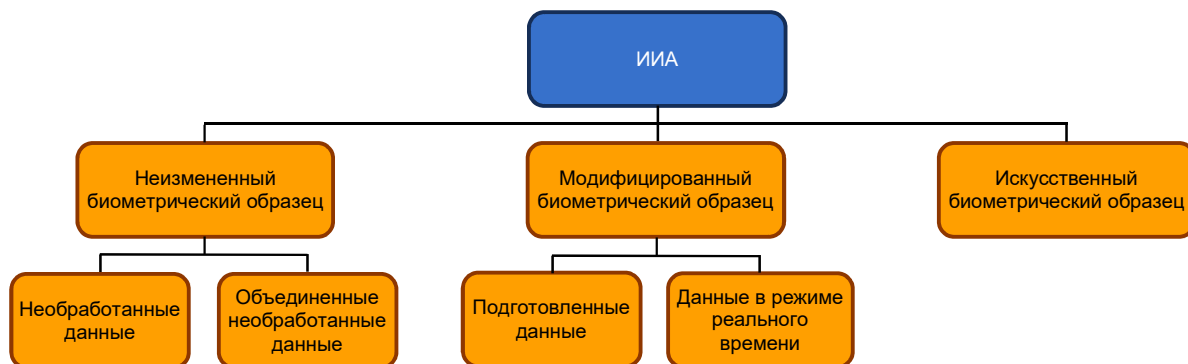 ИИА
Неизмененный
биометрический образец
Модифицированный
биометрический образец
Искусственный
биометрический образец
Необработанные
данные
Объединенные
необработанные
данные
Подготовленные
данные
Данные в режиме
реального
времени